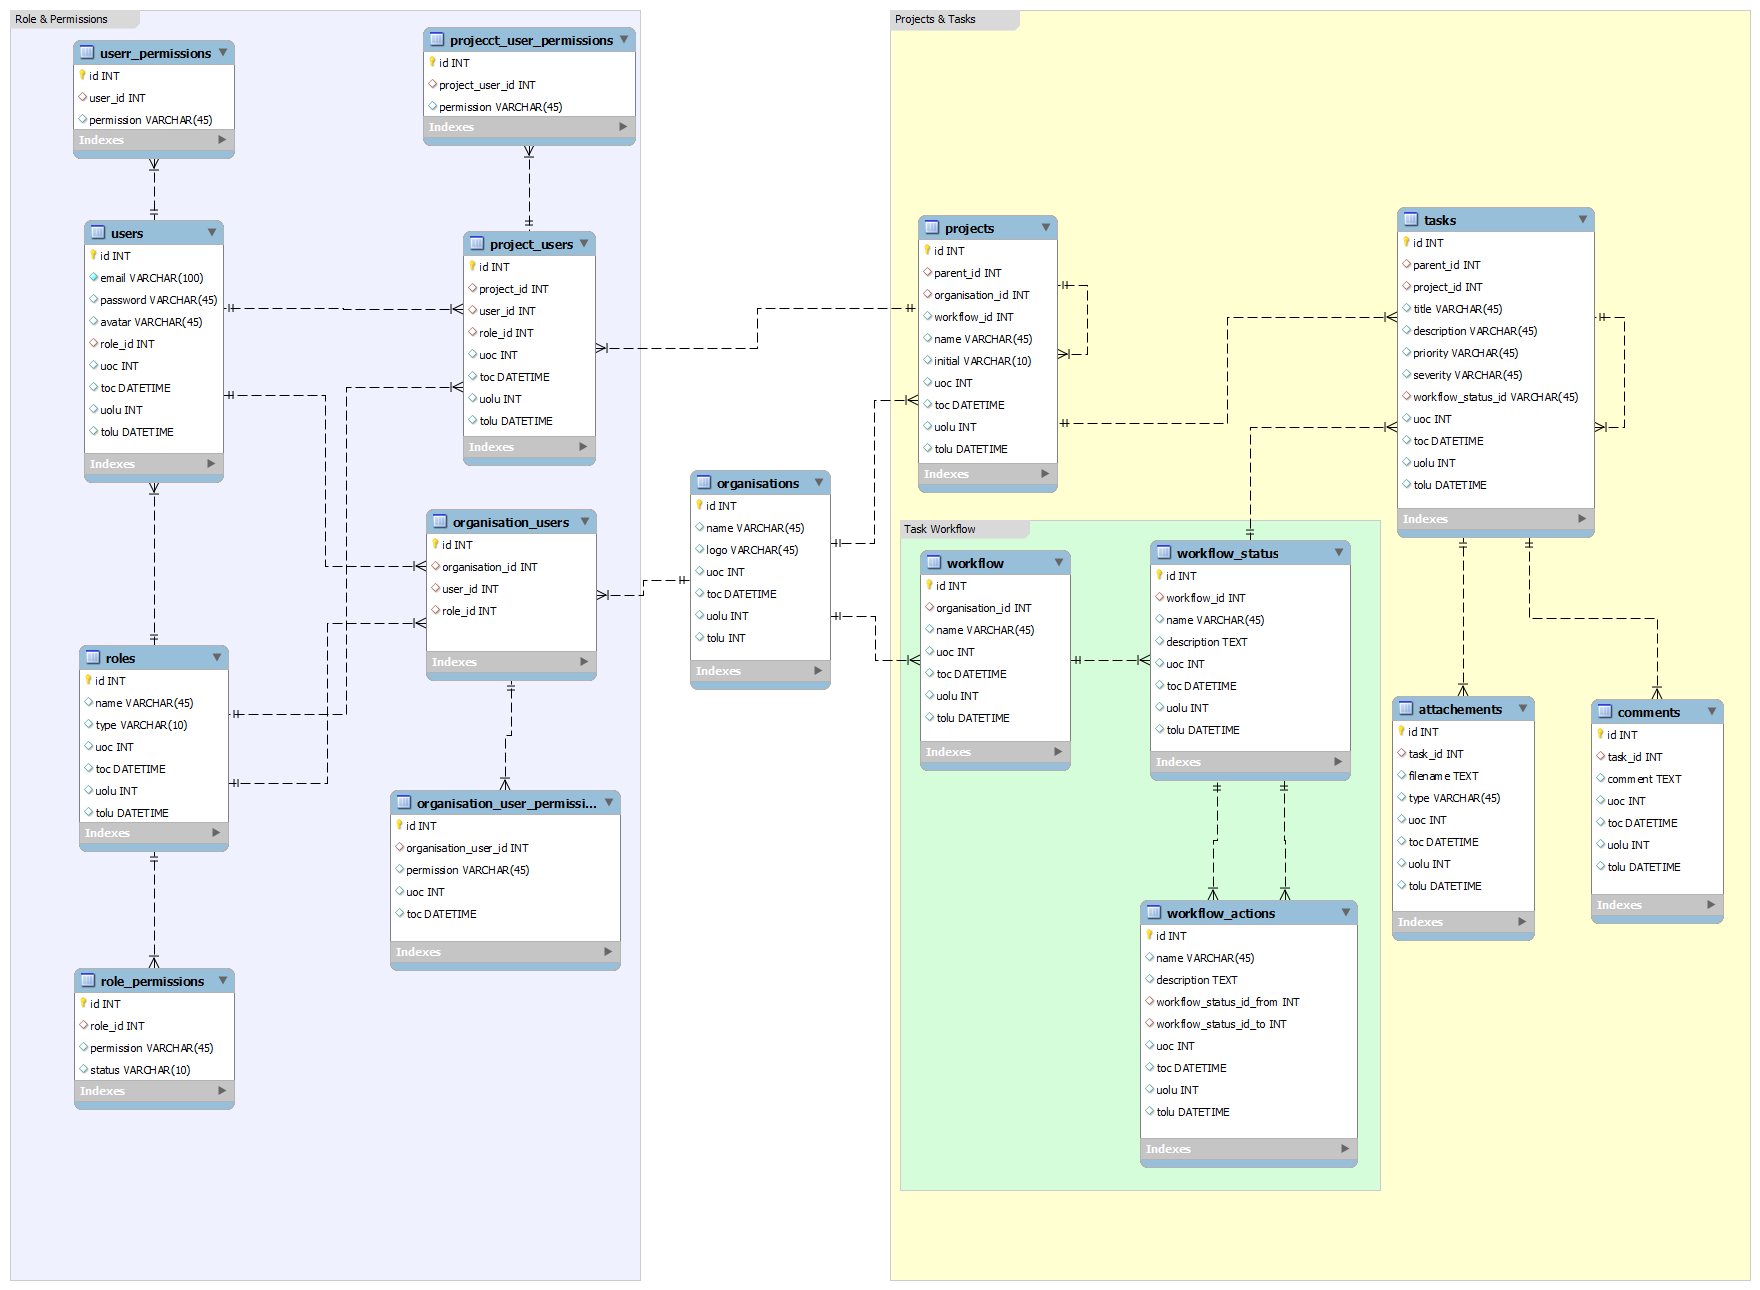 Role & Permissions
userr_permissions
id INT
user_id INT
permission VARCHAR(45)
Indexes
projecct_user_permissions
id INT
project_user_id INT
permission VARCHAR(45)
Indexes
users
id INT
email VARCHAR(100)
password VARCHAR(45)
avatar VARCHAR(45)
role_id INT
uoc INT
toc DATETIME
uolu INT
tolu DATETIME
Indexes
project_users
id INT
project_id INT
user_id INT
role_id INT
uoc INT
toc DATETIME
uolu INT
tolu DATETIME
Indexes
organisation_users
id INT
organisation_id INT
user_id INT
role_id INT
Indexes
roles
id INT
name VARCHAR(45)
type VARCHAR(10)
uoc INT
toc DATETIME
uolu INT
tolu DATETIME
Indexes
organisation_user_permissi...
id INT
organisation_user_id INT
permission VARCHAR(45)
uoc INT
toc DATETIME
Indexes
role_permissions
id INT
role_id INT
permission VARCHAR(45)
status VARCHAR(10)
Indexes
organisations
id INT
name VARCHAR(45)
logo VARCHAR(45)
uoc INT
toc DATETIME
uolu INT
tolu INT
Indexes
Projects & Tasks
projects
id INT
parent_id INT
organisation_id INT
workflow_id INT
name VARCHAR(45)
initial VARCHAR(10)
uoc INT
toc DATETIME
uolu INT
tolu DATETIME
Indexes
tasks
id INT
parent_id INT
project_id INT
title VARCHAR(45)
description VARCHAR(45)
priority VARCHAR(45)
severity VARCHAR(45)
workflow_status_id VARCHAR(45)
uoc INT
toc DATETIME
uolu INT
tolu DATETIME
Indexes
Task Workflow
workflow
id INT
organisation_id INT
name VARCHAR(45)
uoc INT
toc DATETIME
uolu INT
tolu DATETIME
Indexes
workflow_status
id INT
workflow_id INT
name VARCHAR(45)
description TEXT
uoc INT
toc DATETIME
uolu INT
tolu DATETIME
Indexes
workflow_actions
id INT
name VARCHAR(45)
description TEXT
workflow_status_id_from INT
workflow_status_id_to INT
uoc INT
toc DATETIME
uolu INT
tolu DATETIME
Indexes
attachements
id INT
task_id INT
filename TEXT
type VARCHAR(45)
uoc INT
toc DATETIME
uolu INT
tolu DATETIME
Indexes
comments
id INT
task_id INT
comment TEXT
uoc INT
toc DATETIME
uolu INT
tolu DATETIME
Indexes